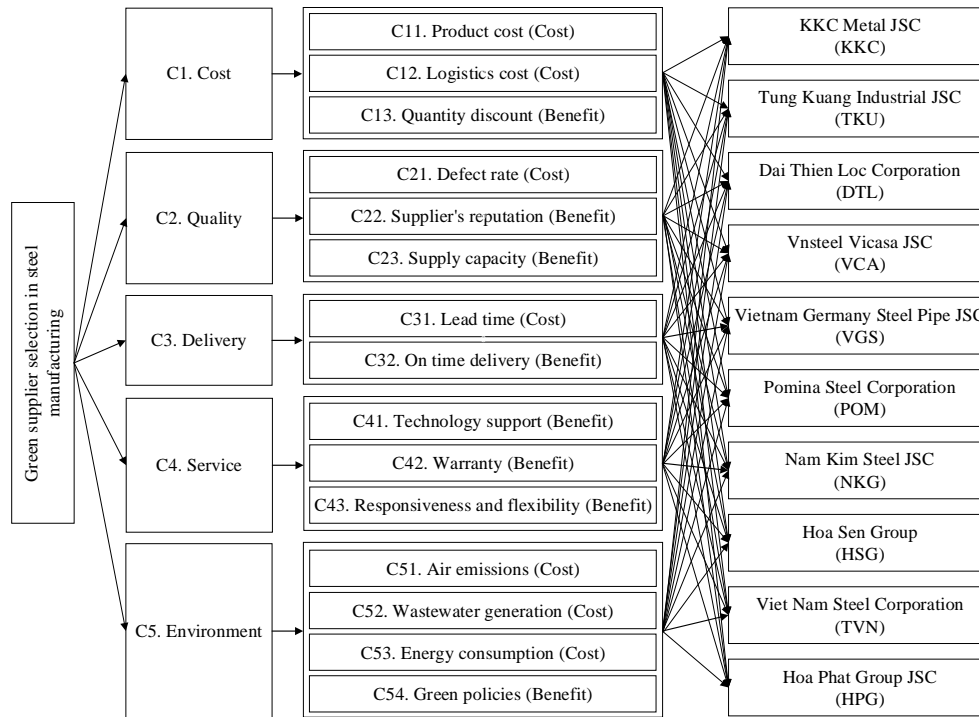 Green supplier selection in steel
manufacturing
C1. Cost
C2. Quality
C3. Delivery
C4. Service
C5. Environment
C11. Product cost (Cost)
C12. Logistics cost (Cost)
C13. Quantity discount (Benefit)
C21. Defect rate (Cost)
C22. Supplier's reputation (Benefit)
C23. Supply capacity (Benefit)
C31. Lead time (Cost)
C32. On time delivery (Benefit)
C41. Technology support (Benefit)
C42. Warranty (Benefit)
C43. Responsiveness and flexibility (Benefit)
C51. Air emissions (Cost)
C52. Wastewater generation (Cost)
C53. Energy consumption (Cost)
C54. Green policies (Benefit)
KKC Metal JSC
(KKC)
Tung Kuang Industrial JSC
(TKU)
Dai Thien Loc Corporation
(DTL)
Vnsteel Vicasa JSC
(VCA)
Vietnam Germany Steel Pipe JSC
(VGS)
Pomina Steel Corporation
(POM)
Nam Kim Steel JSC
(NKG)
Hoa Sen Group
(HSG)
Viet Nam Steel Corporation
(TVN)
Hoa Phat Group JSC
(HPG)